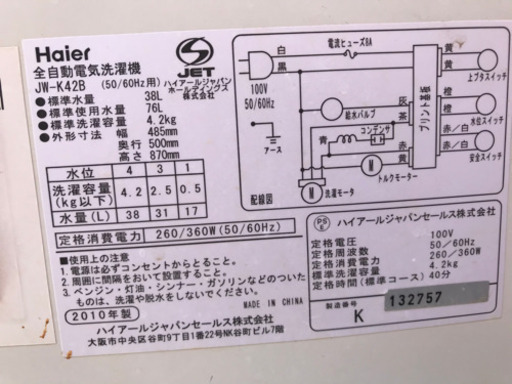 Haier
全自動電気洗濯機
JW-K42B (50/60Hz用)
JET
ハイアールジャパン
ホールディングス
株式会社
●標準水量 38L
●標準使用水量 76L
●標準洗濯容量 4.2kg
●外形寸法 幅 485mm
奥行 500mm
高さ 870mm
水位 4 3 1
洗濯容量(kg以下) 4.2 2.5 0.5
水量(L) 38 31 17
定格消費電力 260/360W(50/60Hz)
■使用上の注意
1.電源は必ずコンセントからとること。
2.周囲に間隔をおいて設置すること。
3.ベンジン・灯油・シンナー・ガソリンなどのついた
ものは、洗濯や脱水をしないでください。
MADE IN CHINA
2010年製
ハイアールジャパンセールス株式会社
大阪市中央区谷町9丁目1番22号NK谷町ビル7階
白
黒
100V
50/60Hz
アース
配線図
電流ヒューズ8A
給水バルブ
コンデンサ
青
M
洗濯モータ
M
トルクモーター
灰
茶
赤
黄
プリント基板
黄
黄
上ブタスイッチ
橙
橙
水位スイッチ
赤/白
赤/白
安全スイッチ
PS
E
ハイアールジャパンセールス株式会社
定格電圧 100V
定格周波数 50/60Hz
定格消費電力 260/360W
標準洗濯容量 4.2kg
定格時間(標準コース) 40分
製造番号
K 132757